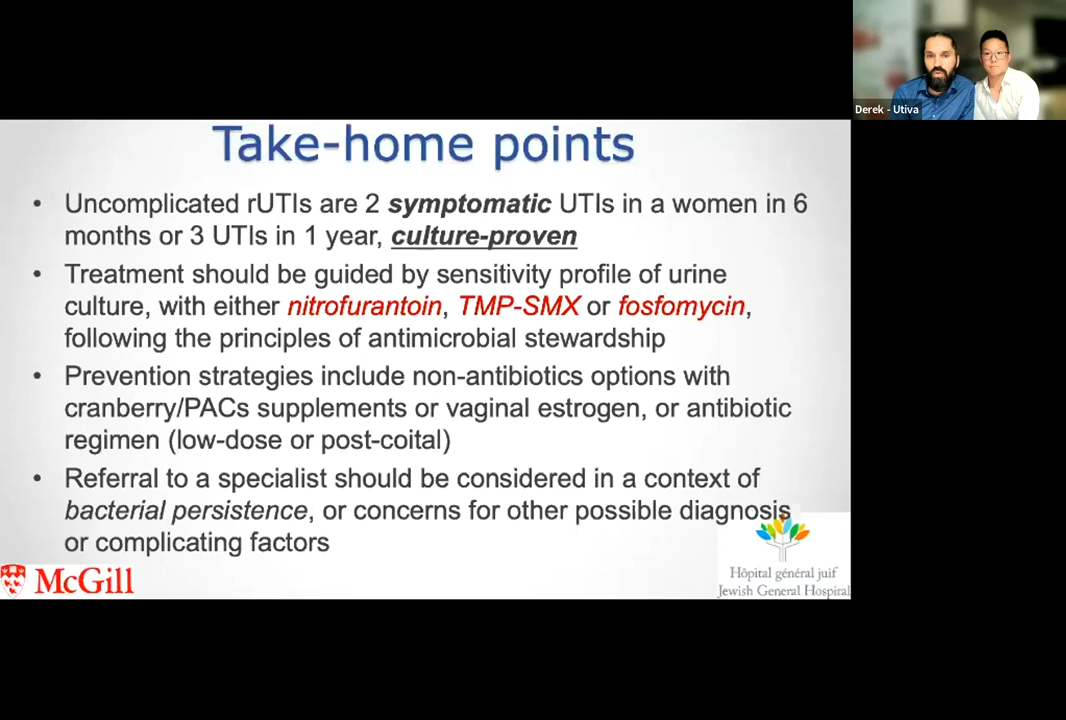 Derek - Utiva
Take-home points
• Uncomplicated rUTIs are 2 symptomatic UTIs in a women in 6
months or 3 UTIs in 1 year, culture-proven
• Treatment should be guided by sensitivity profile of urine
culture, with either nitrofurantoin, TMP-SMX or fosfomycin,
following the principles of antimicrobial stewardship
• Prevention strategies include non-antibiotics options with
cranberry/PACs supplements or vaginal estrogen, or antibiotic
regimen (low-dose or post-coital)
• Referral to a specialist should be considered in a context of
bacterial persistence, or concerns for other possible diagnosis
or complicating factors
McGill
Hôpital général juif
Jewish General Hospital